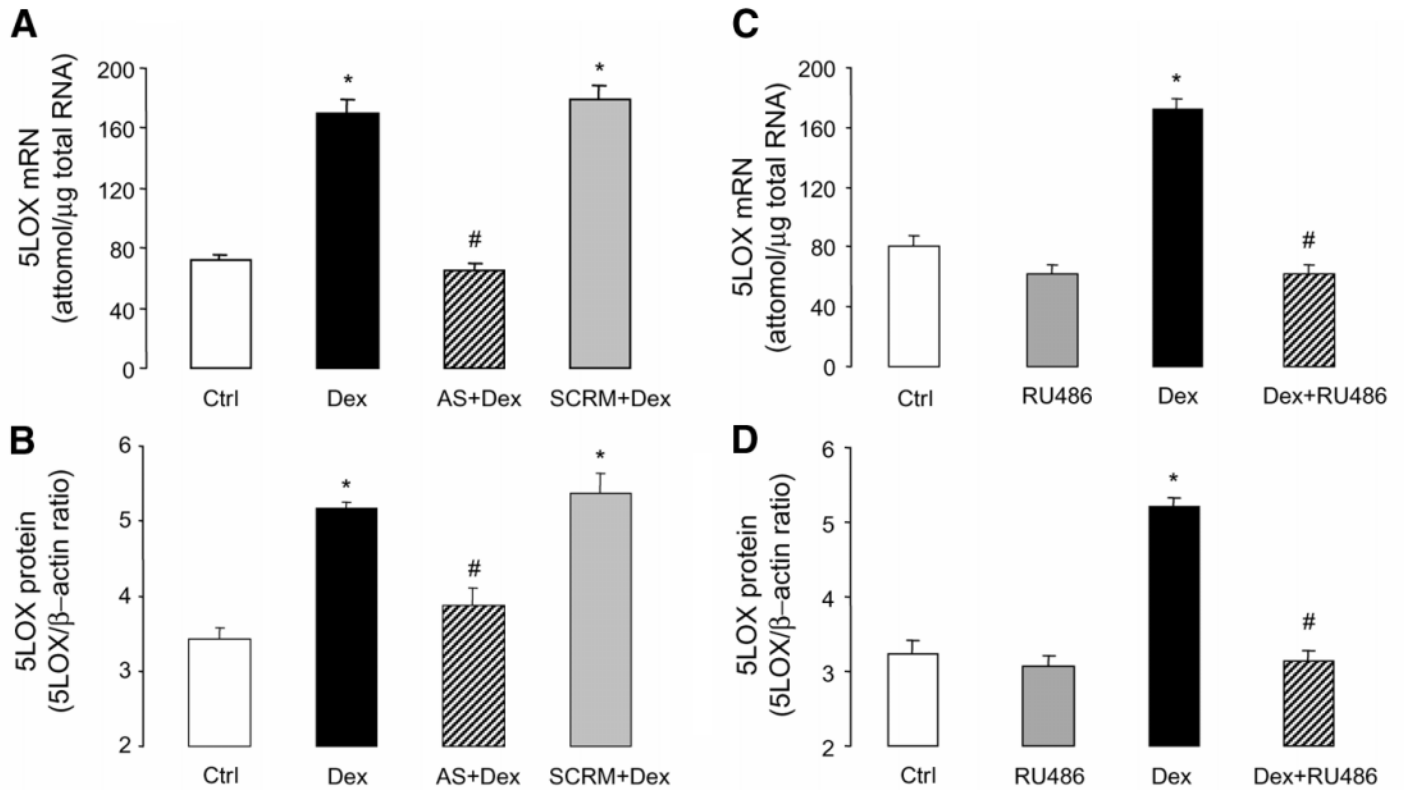 A
5LOX mRN
(attomol/μg total RNA)
200
160
120
80
40
0
*
#
*
Ctrl
Dex
AS+Dex
SCRM+Dex
C
5LOX mRN
(attomol/μg total RNA)
200
160
120
80
40
0
*
#
Ctrl
RU486
Dex
Dex+RU486
B
5LOX protein
(5LOX/β–actin ratio)
6
5
4
3
2
*
#
*
Ctrl
Dex
AS+Dex
SCRM+Dex
D
5LOX protein
(5LOX/β–actin ratio)
6
5
4
3
2
*
#
Ctrl
RU486
Dex
Dex+RU486